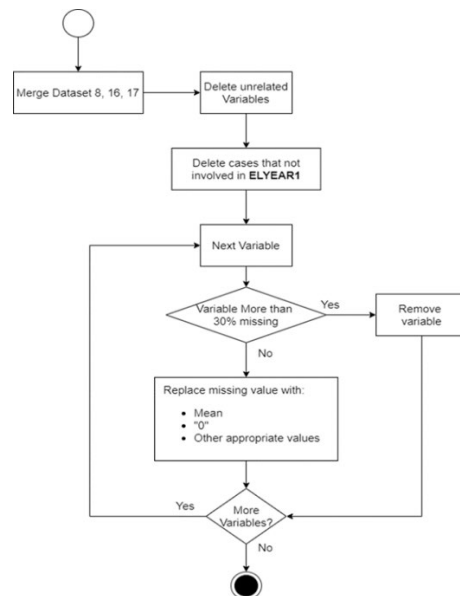 Merge Dataset 8, 16, 17
Delete unrelated
Variables
Delete cases that not
involved in ELYEAR1
Next Variable
Variable More than
30% missing
Yes
Remove
variable
No
Replace missing value with:
• Mean
• "0"
• Other appropriate values
Yes
More
Variables?
No